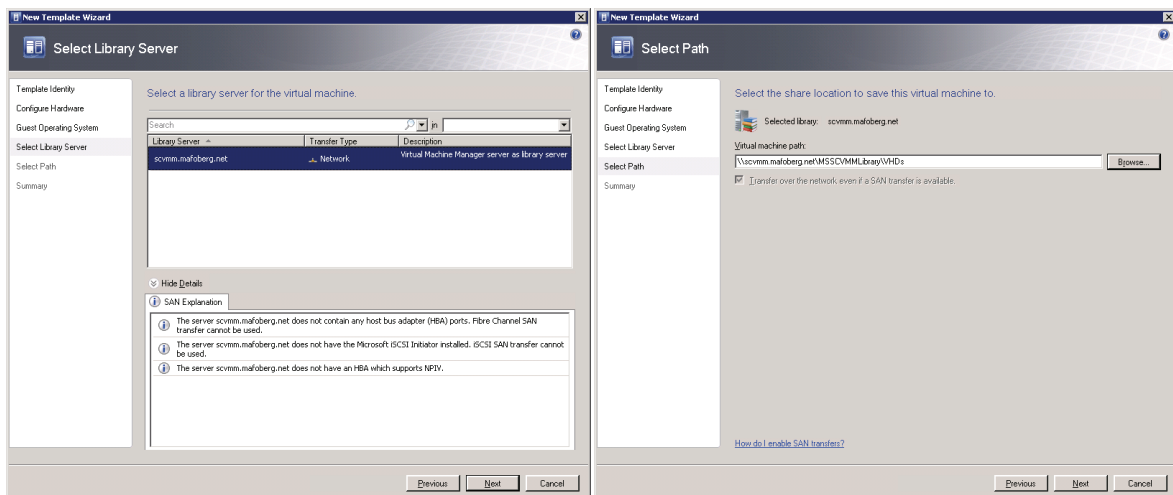 New Template Wizard
Select Library Server
Template Identity
Configure Hardware
Guest Operating System
Select Library Server
Select Path
Summary
Select a library server for the virtual machine.
Search
in
Library Server
Transfer Type
Description
scvmm.mafoberg.net
Network
Virtual Machine Manager server as library server
Hide Details
SAN Explanation
The server scvmm.mafoberg.net does not contain any host bus adapter (HBA) ports. Fibre Channel SAN
transfer cannot be used.
The server scvmm.mafoberg.net does not have the Microsoft iSCSI Initiator installed. iSCSI SAN transfer cannot
be used.
The server scvmm.mafoberg.net does not have an HBA which supports NPIV.
Previous
Next
Cancel
New Template Wizard
Select Path
Template Identity
Configure Hardware
Guest Operating System
Select Library Server
Select Path
Summary
Select the share location to save this virtual machine to.
Selected library: scvmm.mafoberg.net
Virtual machine path:
\\scvmm.mafoberg.net\MSSCVMMLibrary\VHDs
Browse...
Transfer over the network even if a SAN transfer is available.
How do I enable SAN transfers?
Previous
Next
Cancel